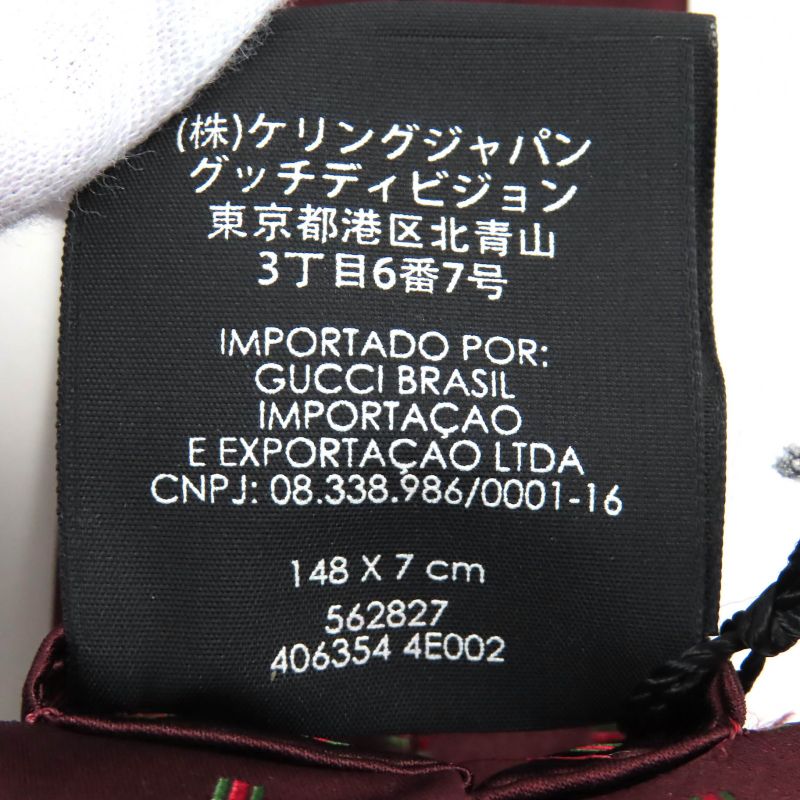 (株)ケリングジャパン
グッチディビジョン
東京都港区北青山
3丁目6番7号
IMPORTADO POR:
GUCCI BRASIL
IMPORTAÇAO
E EXPORTAÇAO LTDA
CNPJ: 08.338.986/0001-16
148 X 7 cm
562827
406354 4E002